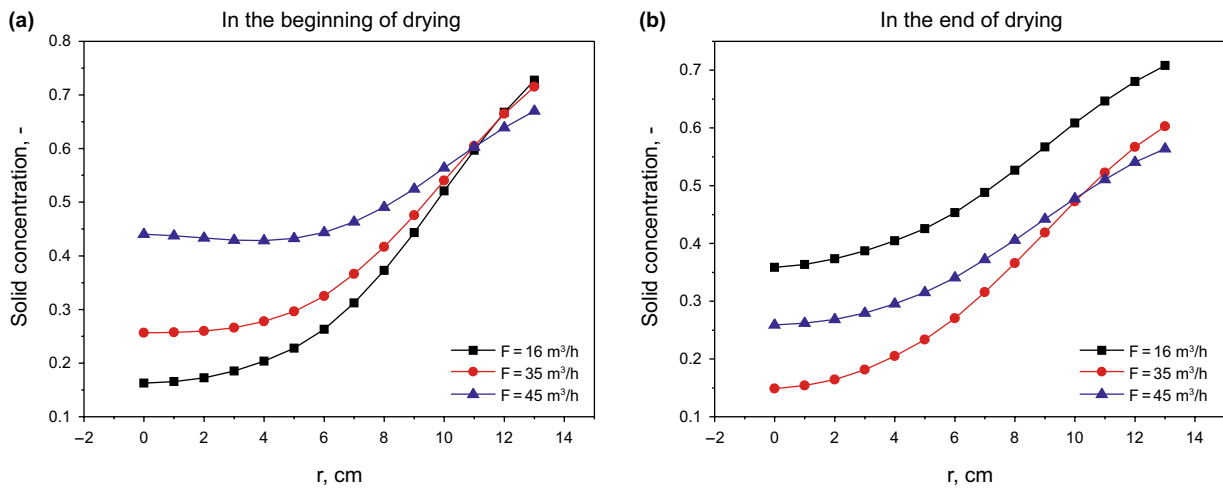 (a) In the beginning of drying
0.8
0.7
0.6
0.5
0.4
0.3
0.2
0.1
Solid concentration, -
F = 16 m³/h
F = 35 m³/h
F = 45 m³/h
−2 0 2 4 6 8 10 12 14
r, cm
(b) In the end of drying
0.7
0.6
0.5
0.4
0.3
0.2
0.1
Solid concentration, -
F = 16 m³/h
F = 35 m³/h
F = 45 m³/h
−2 0 2 4 6 8 10 12 14
r, cm